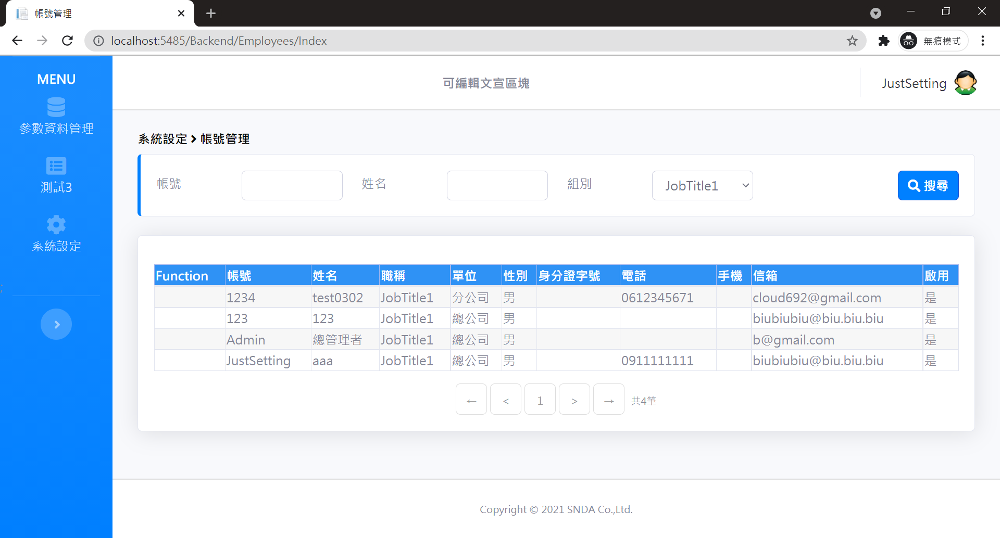 帳號管理
localhost:5485/Backend/Employees/Index
無痕模式
MENU
參數資料管理
測試3
系統設定
;
可編輯文宣區塊
JustSetting
系統設定 > 帳號管理
帳號 姓名 組別 JobTitle1 搜尋
Function 帳號 姓名 職稱 單位 性別 身分證字號 電話 手機 信箱 啟用
1234 test0302 JobTitle1 分公司 男 0612345671 cloud692@gmail.com 是
123 123 JobTitle1 總公司 男 biubiubiu@biu.biu.biu 是
Admin 總管理者 JobTitle1 總公司 男 b@gmail.com 是
JustSetting aaa JobTitle1 總公司 男 0911111111 biubiubiu@biu.biu.biu 是
← < 1 > → 共4筆
Copyright © 2021 SNDA Co.,Ltd.